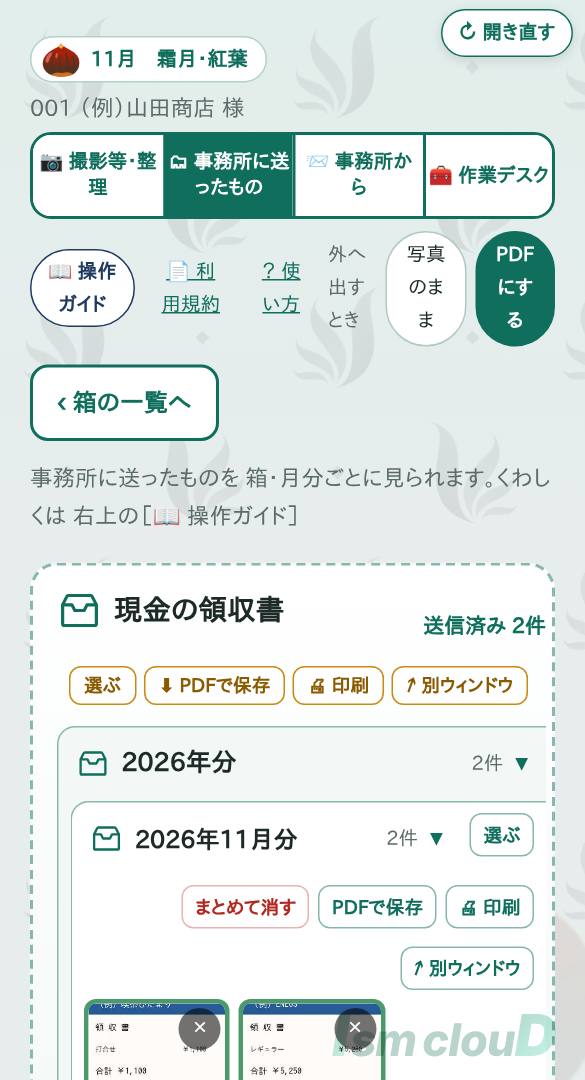 ↻ 開き直す
11月 霜月・紅葉
001 (例)山田商店 様
📷 撮影等・整理
🗂 事務所に送ったもの
📨 事務所から
🧰 作業デスク
📖 操作ガイド
📄 利用規約
? 使い方
外へ出すとき
写真のまま
PDFにする
‹ 箱の一覧へ
事務所に送ったものを 箱・月分ごとに見られます。くわし
くは 右上の[📖 操作ガイド]
現金の領収書
送信済み 2件
選ぶ
⬇ PDFで保存
🖨 印刷
↗ 別ウィンドウ
2026年分
2件 ▼
2026年11月分
2件 ▼
選ぶ
まとめて消す
PDFで保存
🖨 印刷
↗ 別ウィンドウ
領 収 書
打合せ
¥1,100
合計 ¥1,100
(例) ENEOS
領 収 書
レギュラー
¥5,250
合計 ¥5,250
Ism clouD